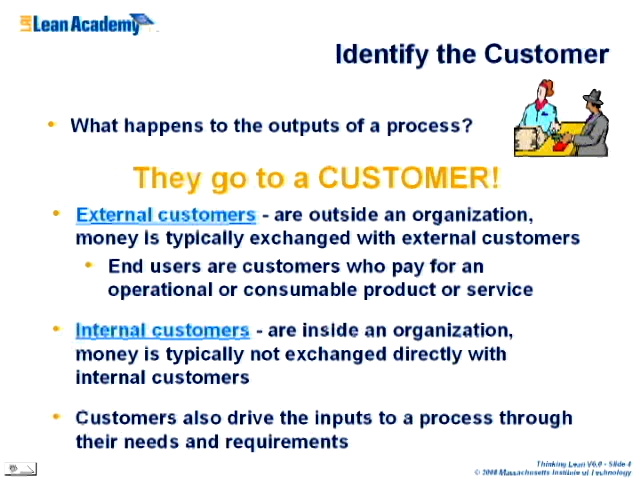 LAI Lean Academy
Identify the Customer
• What happens to the outputs of a process?
They go to a CUSTOMER!
• External customers - are outside an organization,
money is typically exchanged with external customers
• End users are customers who pay for an
operational or consumable product or service
• Internal customers - are inside an organization,
money is typically not exchanged directly with
internal customers
• Customers also drive the inputs to a process through
their needs and requirements
Thinking Lean V6.0 - Slide 4
© 2008 Massachusetts Institute of Technology